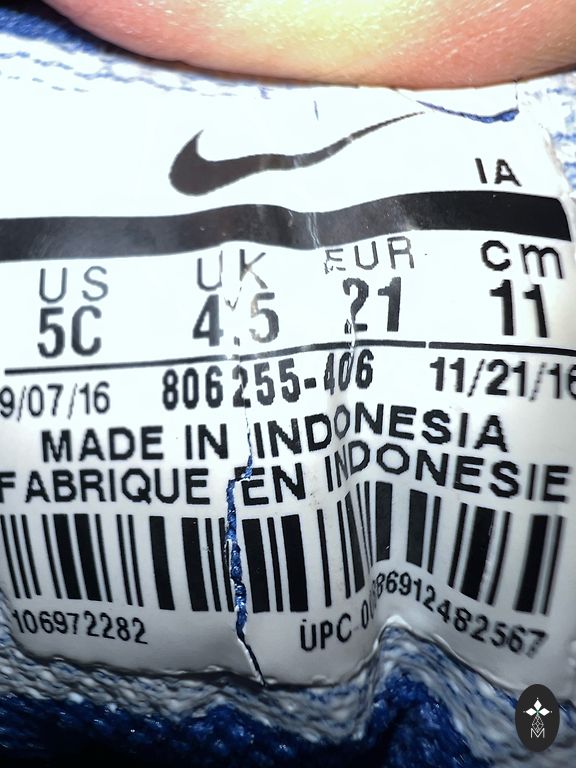 IA
US UK EUR cm
5C 4.5 21 11
9/07/16 806255-406 11/21/16
MADE IN INDONESIA
FABRIQUE EN INDONESIE
106972282
M